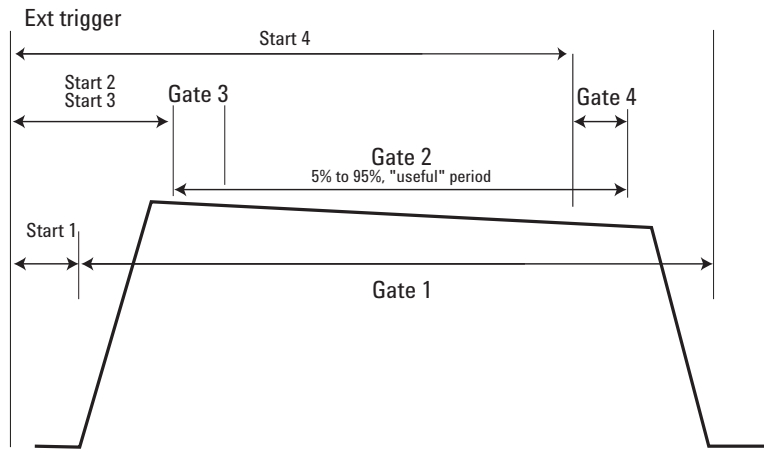 Ext trigger
Start 4
Start 2
Start 3
Gate 3
Gate 4
Gate 2
5% to 95%, "useful" period
Start 1
Gate 1